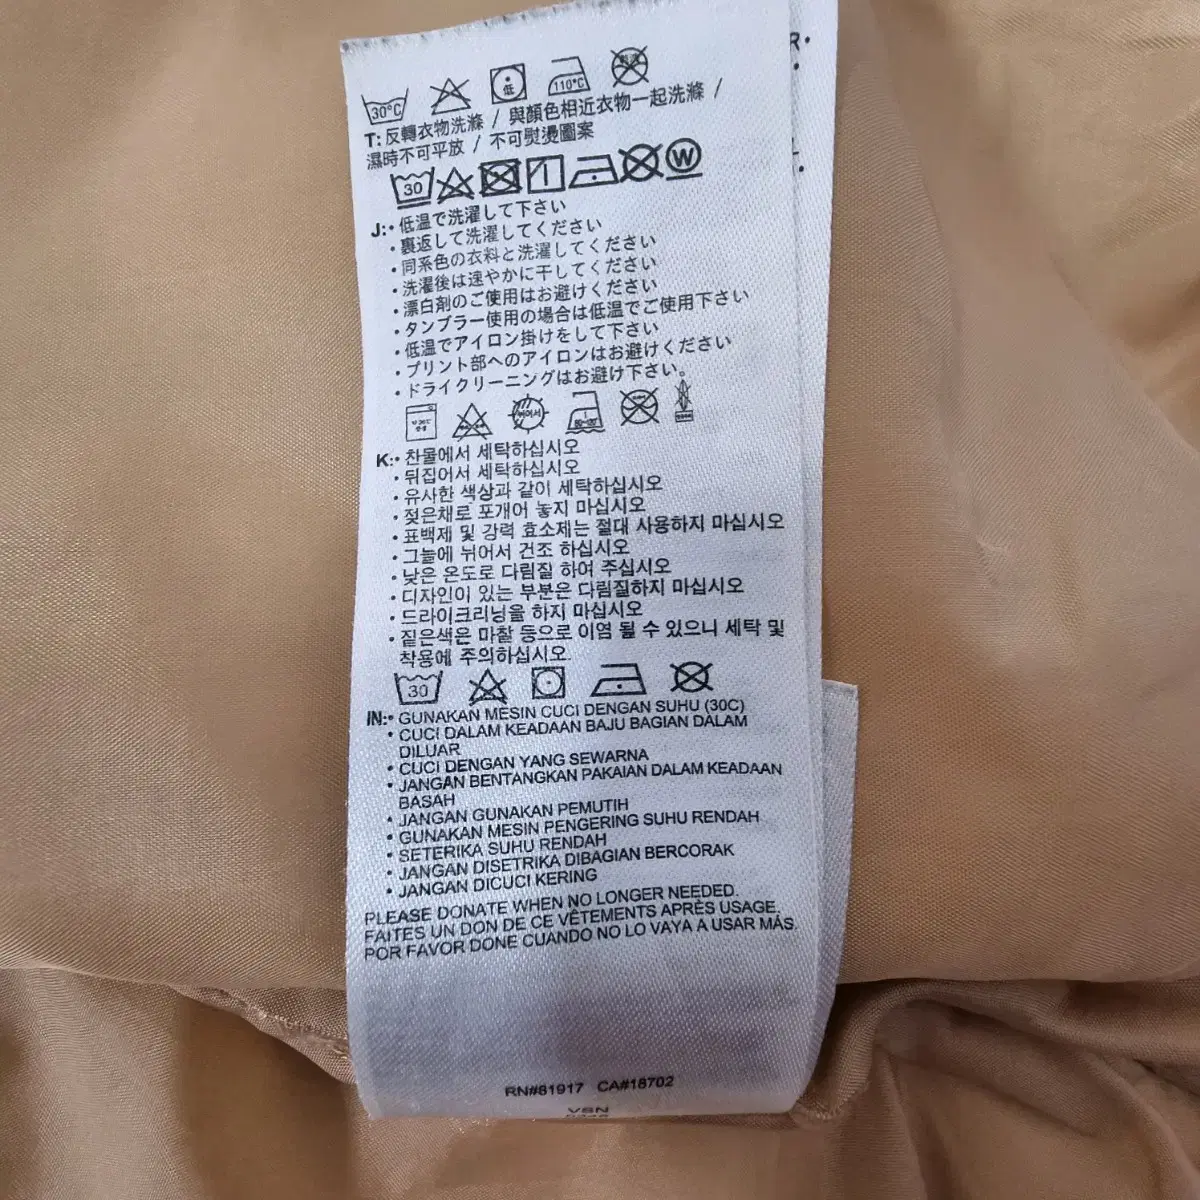 30°C 低 110°C
T: 反轉衣物洗滌 / 與顏色相近衣物一起洗滌 /
濕時不可平放 / 不可熨燙圖案
30 W
J:• 低温で洗濯して下さい
• 裏返して洗濯してください
• 同系色の衣料と洗濯してください
• 洗濯後は速やかに干してください
• 漂白剤のご使用はお避けください
• タンブラー使用の場合は低温でご使用下さい
• 低温でアイロン掛けをして下さい
• プリント部へのアイロンはお避けください
• ドライクリーニングはお避け下さい。
K:• 찬물에서 세탁하십시오
• 뒤집어서 세탁하십시오
• 유사한 색상과 같이 세탁하십시오
• 젖은채로 포개어 놓지 마십시오
• 표백제 및 강력 효소제는 절대 사용하지 마십시오
• 그늘에 뉘어서 건조 하십시오
• 낮은 온도로 다림질 하여 주십시오
• 디자인이 있는 부분은 다림질하지 마십시오
• 드라이크리닝을 하지 마십시오
• 짙은색은 마찰 등으로 이염 될 수 있으니 세탁 및
착용에 주의하십시오.
30
IN:• GUNAKAN MESIN CUCI DENGAN SUHU (30C)
• CUCI DALAM KEADAAN BAJU BAGIAN DALAM
DILUAR
• CUCI DENGAN YANG SEWARNA
• JANGAN BENTANGKAN PAKAIAN DALAM KEADAAN
BASAH
• JANGAN GUNAKAN PEMUTIH
• GUNAKAN MESIN PENGERING SUHU RENDAH
• SETERIKA SUHU RENDAH
• JANGAN DISETRIKA DIBAGIAN BERCORAK
• JANGAN DICUCI KERING
PLEASE DONATE WHEN NO LONGER NEEDED.
FAITES UN DON DE CE VÊTEMENTS APRÈS USAGE.
POR FAVOR DONE CUANDO NO LO VAYA A USAR MÁS.
RN#81917 CA#18702
VSN